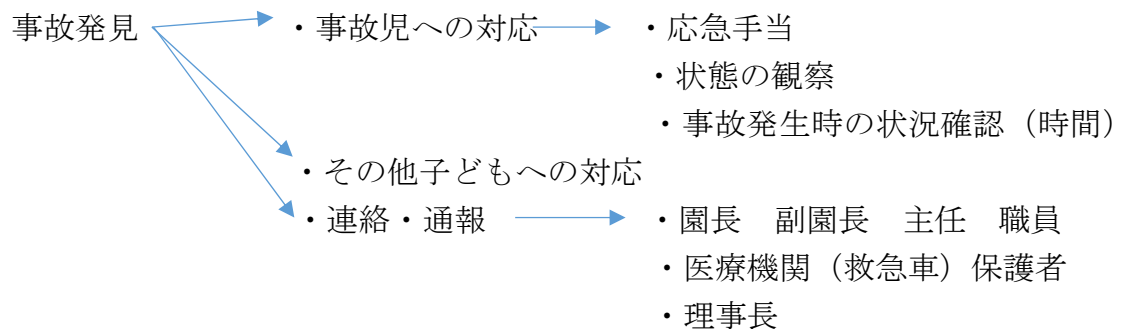 事故発見 ・事故児への対応 ・応急手当
・状態の観察
・事故発生時の状況確認（時間）
・その他子どもへの対応
・連絡・通報 ・園長　副園長　主任　職員
・医療機関（救急車）保護者
・理事長